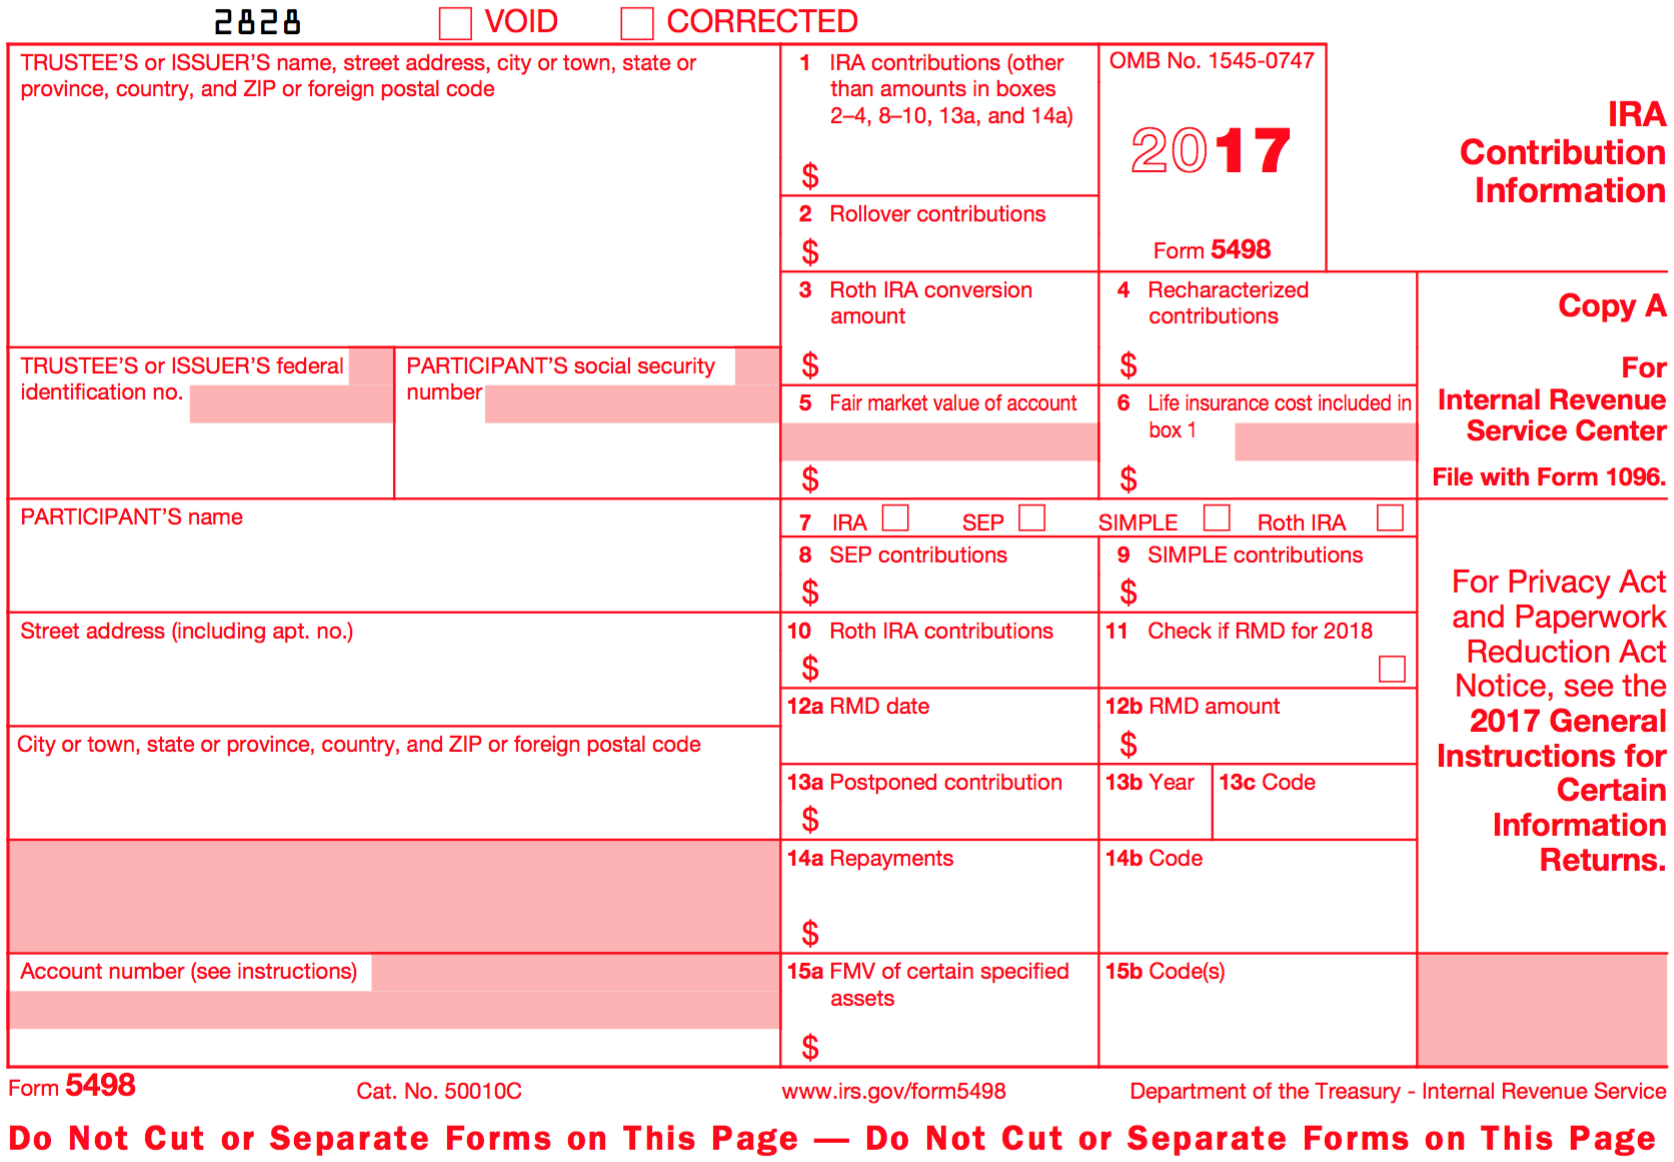 2828 VOID CORRECTED
TRUSTEE'S or ISSUER'S name, street address, city or town, state or
province, country, and ZIP or foreign postal code
1 IRA contributions (other
than amounts in boxes
2–4, 8–10, 13a, and 14a)
$
OMB No. 1545-0747
2017
Form 5498
IRA
Contribution
Information
2 Rollover contributions
$
3 Roth IRA conversion
amount
$
4 Recharacterized
contributions
$
Copy A
For
Internal Revenue
Service Center
File with Form 1096.
TRUSTEE'S or ISSUER'S federal
identification no.
PARTICIPANT'S social security
number
5 Fair market value of account
$
6 Life insurance cost included in
box 1
$
PARTICIPANT'S name
7 IRA SEP SIMPLE Roth IRA
8 SEP contributions
$
9 SIMPLE contributions
$
For Privacy Act
and Paperwork
Reduction Act
Notice, see the
2017 General
Instructions for
Certain
Information
Returns.
Street address (including apt. no.)
10 Roth IRA contributions
$
11 Check if RMD for 2018
12a RMD date
12b RMD amount
$
City or town, state or province, country, and ZIP or foreign postal code
13a Postponed contribution
$
13b Year
13c Code
14a Repayments
$
14b Code
Account number (see instructions)
15a FMV of certain specified
assets
$
15b Code(s)
Form 5498 Cat. No. 50010C www.irs.gov/form5498 Department of the Treasury - Internal Revenue Service
Do Not Cut or Separate Forms on This Page — Do Not Cut or Separate Forms on This Page